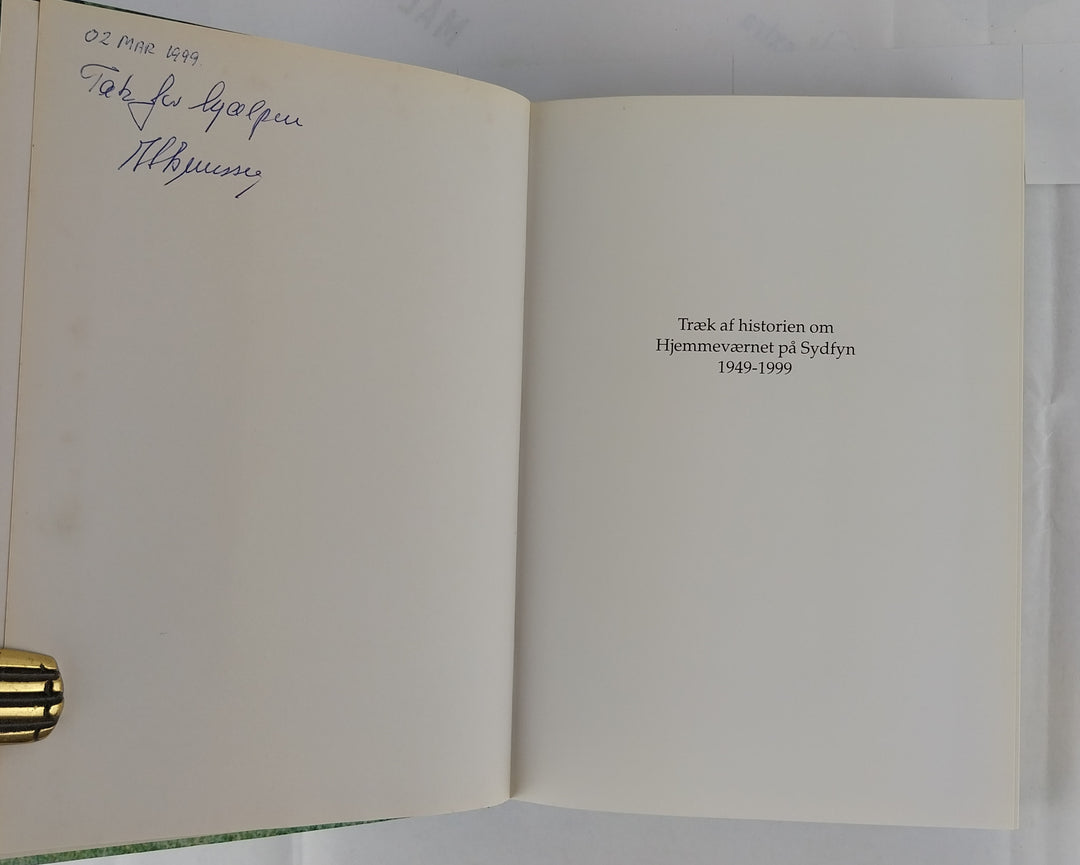 02 MAR 1999.
Tak for hjælpen
Træk af historien om
Hjemmeværnet på Sydfyn
1949-1999